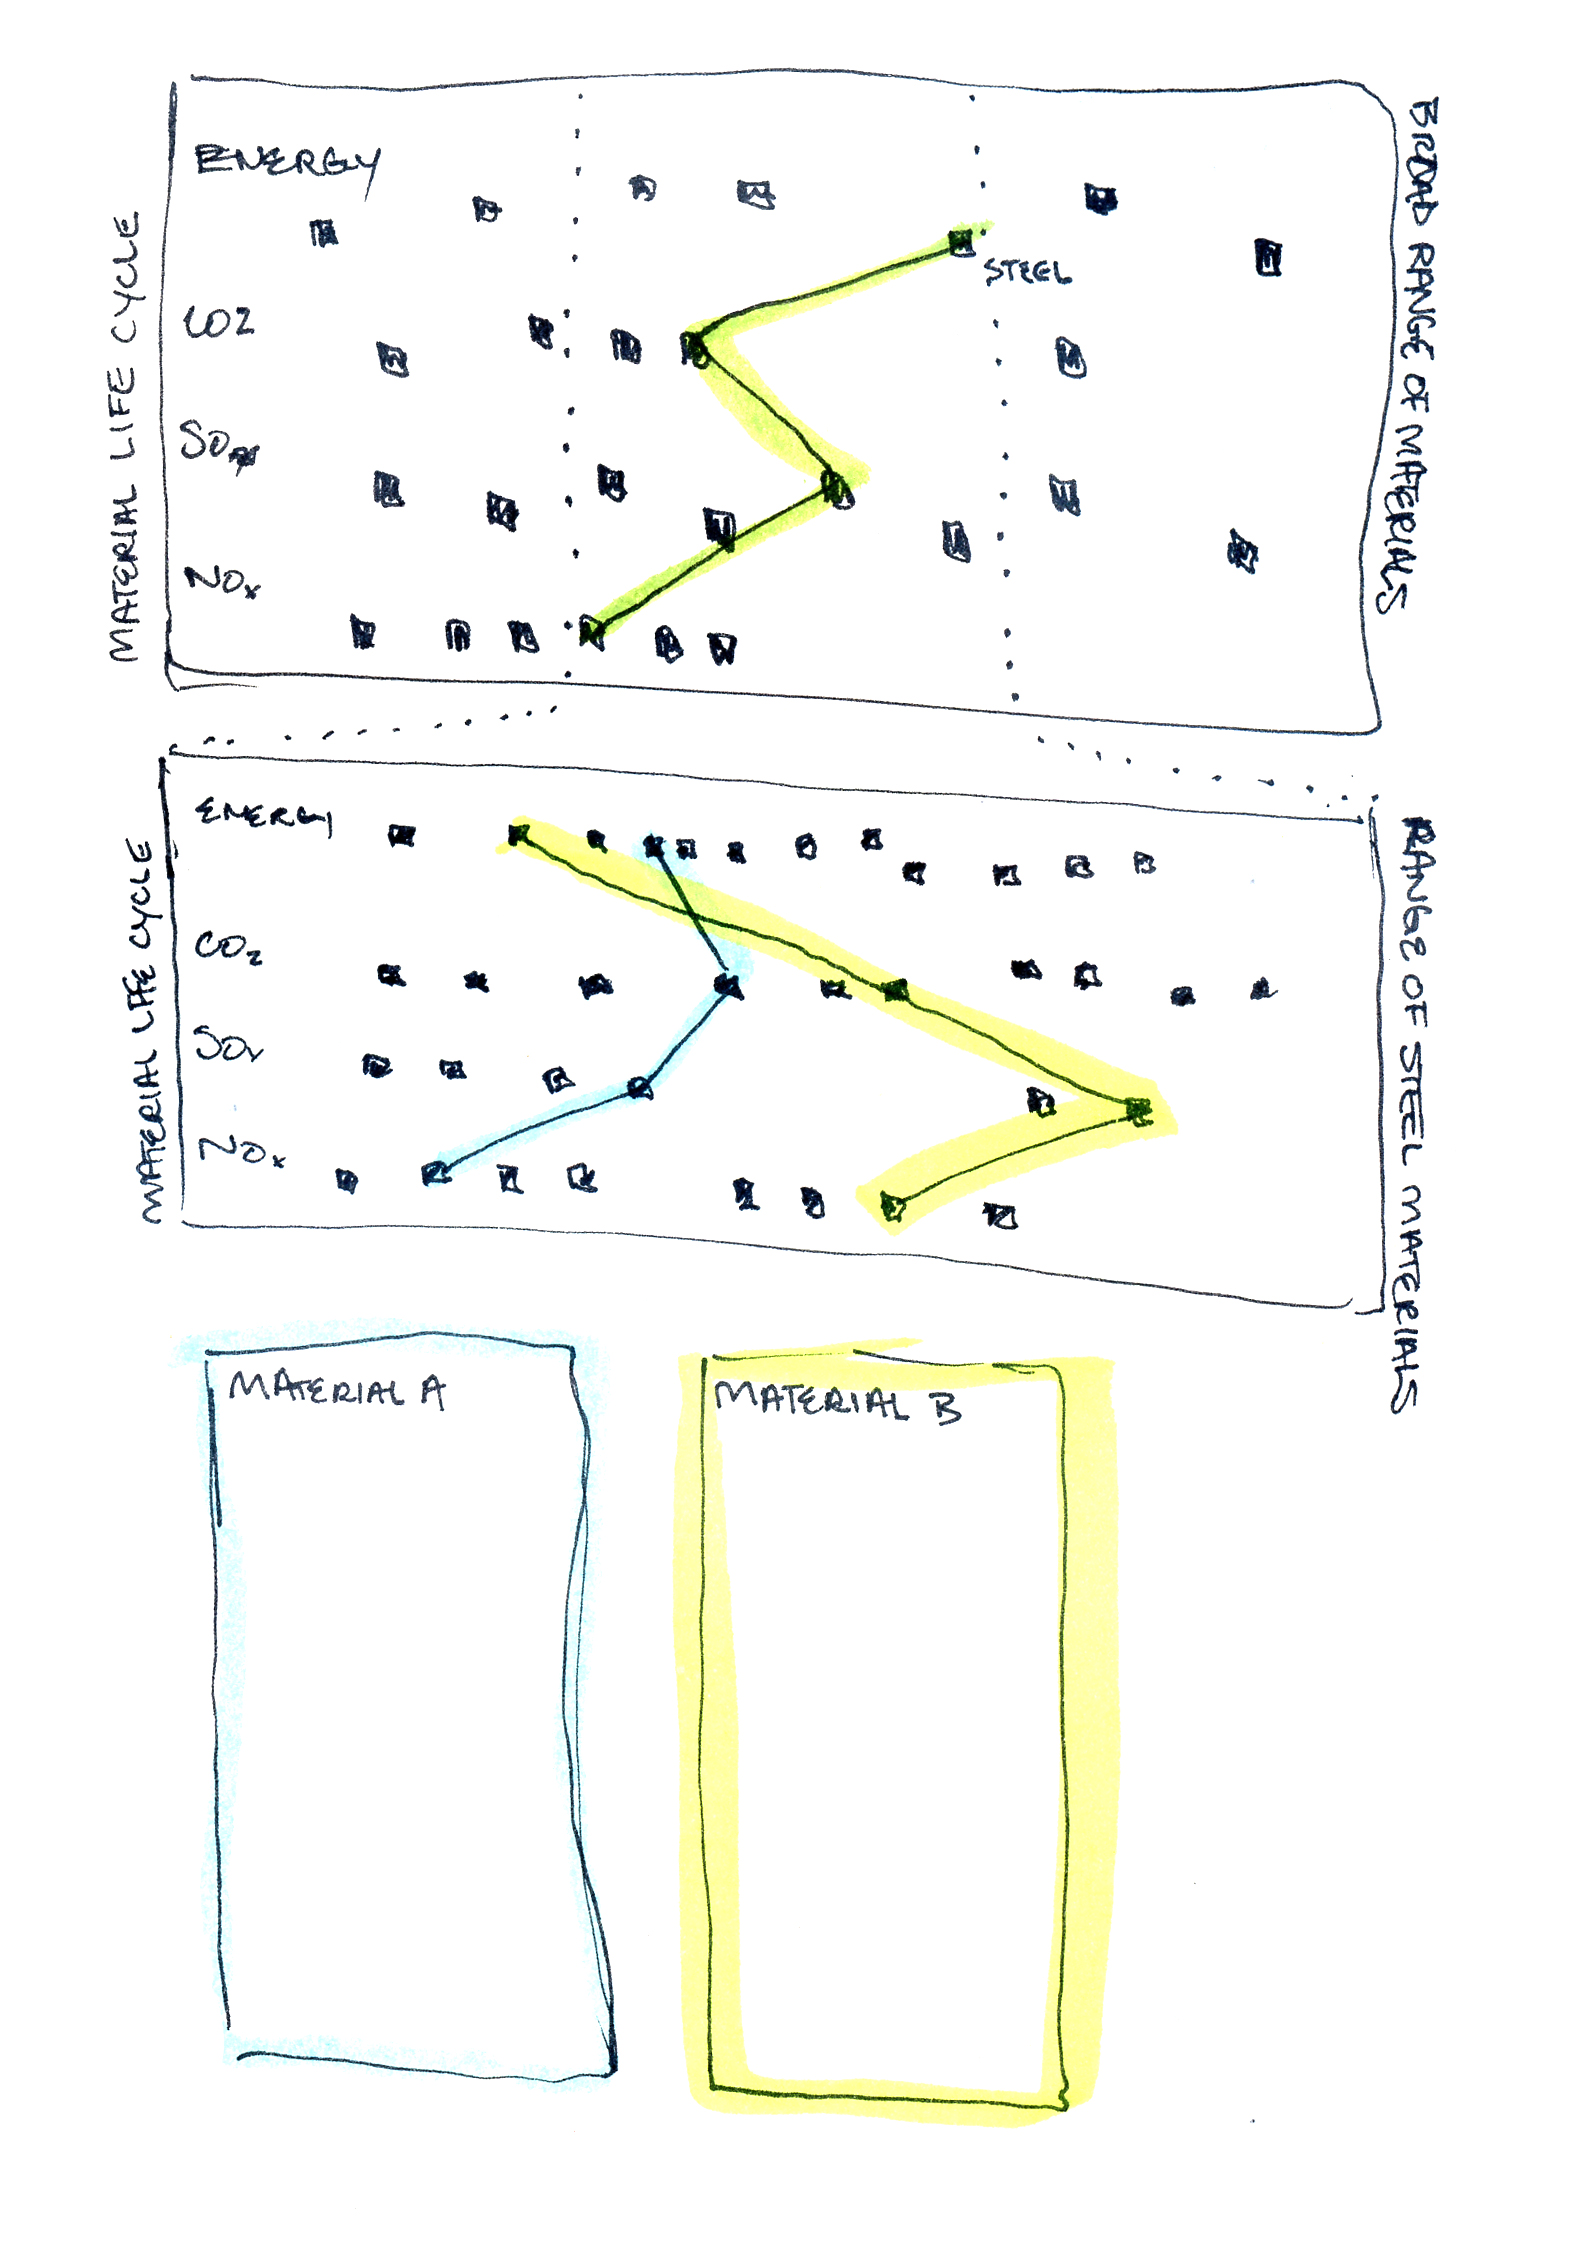 ENERGY
STEEL
CO2
SOx
NOx
MATERIAL LIFE CYCLE
BROAD RANGE OF MATERIALS
ENERGY
CO2
SOx
NOx
MATERIAL LIFE CYCLE
RANGE OF STEEL MATERIALS
MATERIAL A
MATERIAL B